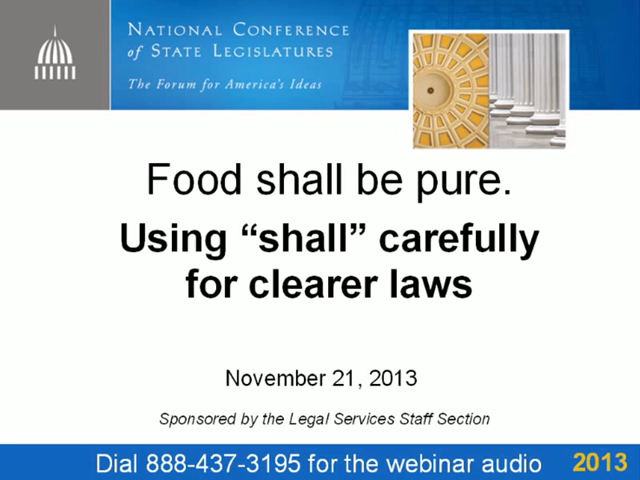 NATIONAL CONFERENCE
of STATE LEGISLATURES
The Forum for America's Ideas
Food shall be pure.
Using “shall” carefully
for clearer laws
November 21, 2013
Sponsored by the Legal Services Staff Section
Dial 888-437-3195 for the webinar audio 2013